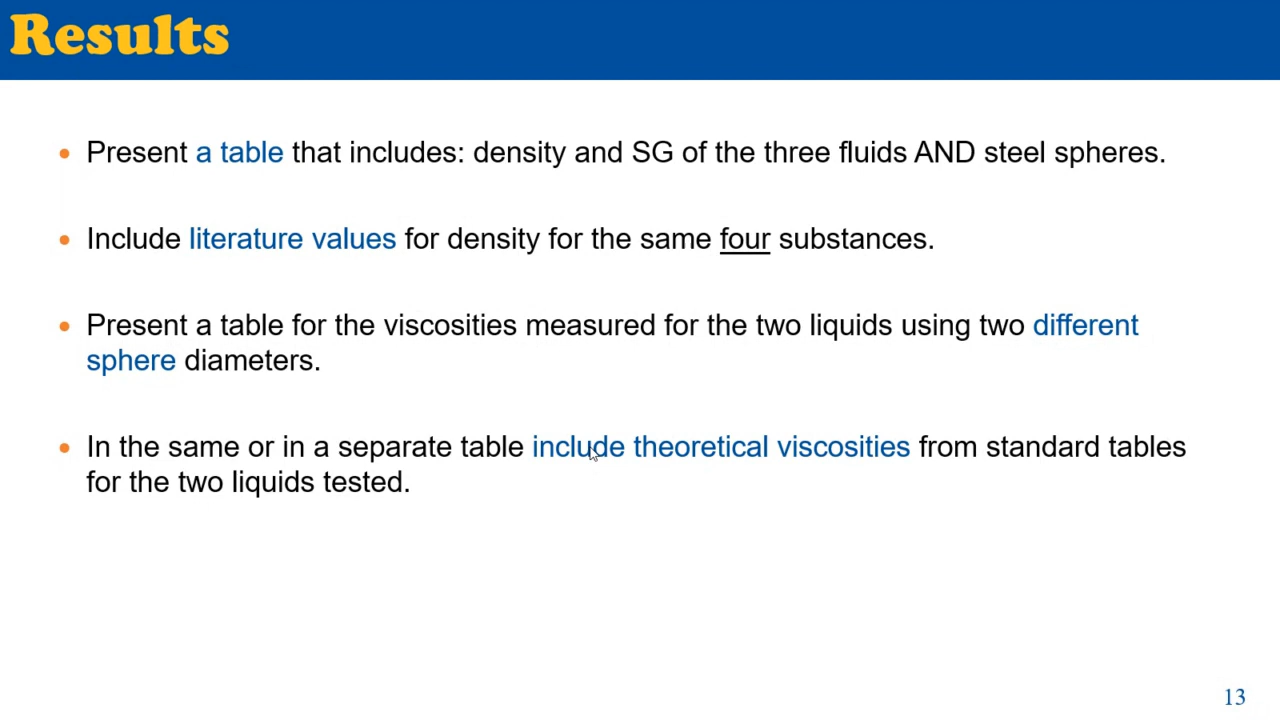 Results
• Present a table that includes: density and SG of the three fluids AND steel spheres.
• Include literature values for density for the same four substances.
• Present a table for the viscosities measured for the two liquids using two different
sphere diameters.
• In the same or in a separate table include theoretical viscosities from standard tables
for the two liquids tested.
13